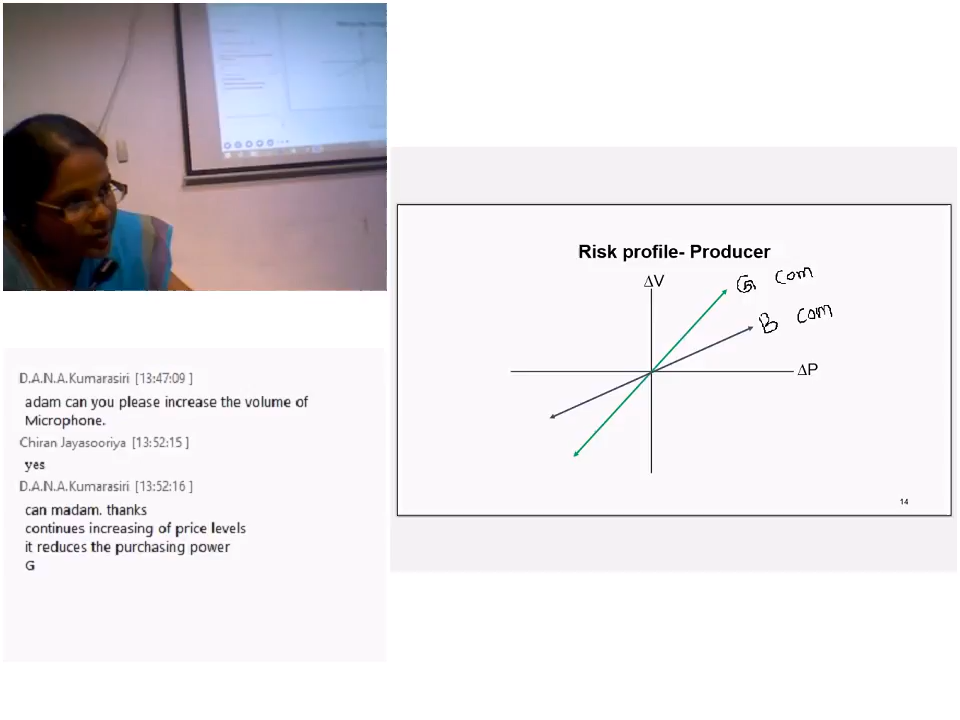 Risk profile- Producer
ΔV
G com
B com
ΔP
14
D.A.N.A.Kumarasiri [13:47:09 ]
adam can you please increase the volume of
Microphone.
Chiran Jayasooriya [13:52:15 ]
yes
D.A.N.A.Kumarasiri [13:52:16 ]
can madam. thanks
continues increasing of price levels
it reduces the purchasing power
G